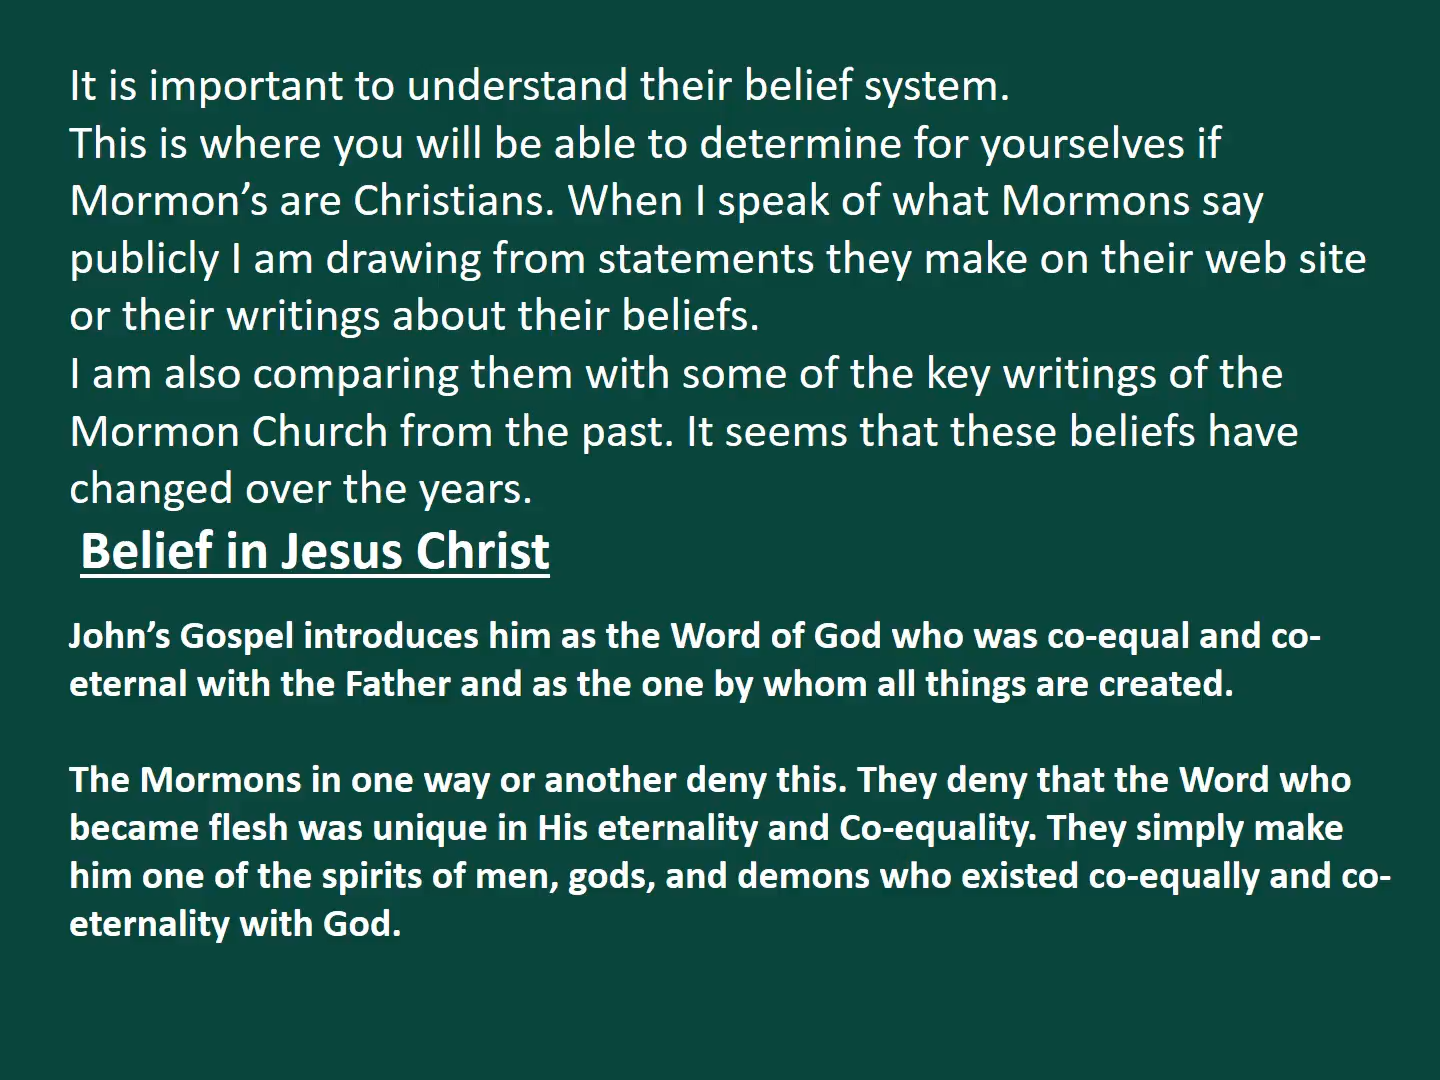 It is important to understand their belief system.
This is where you will be able to determine for yourselves if
Mormon’s are Christians. When I speak of what Mormons say
publicly I am drawing from statements they make on their web site
or their writings about their beliefs.
I am also comparing them with some of the key writings of the
Mormon Church from the past. It seems that these beliefs have
changed over the years.
Belief in Jesus Christ
John’s Gospel introduces him as the Word of God who was co-equal and co-
eternal with the Father and as the one by whom all things are created.
The Mormons in one way or another deny this. They deny that the Word who
became flesh was unique in His eternality and Co-equality. They simply make
him one of the spirits of men, gods, and demons who existed co-equally and co-
eternality with God.